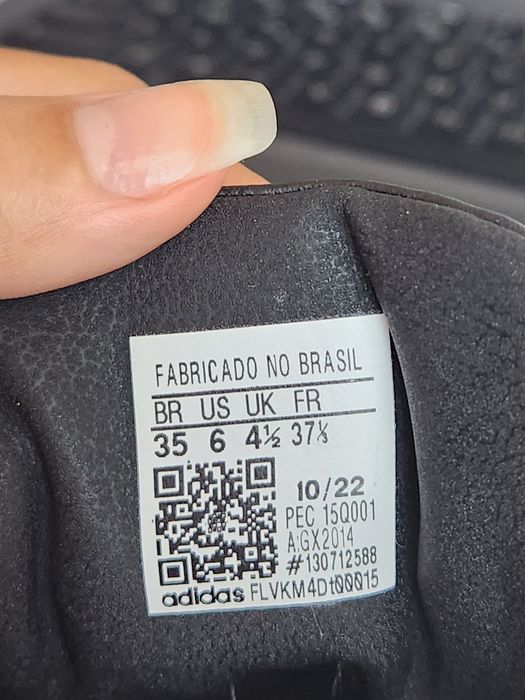 FABRICADO NO BRASIL
BR US UK FR
35 6 4½ 37⅓
10/22
PEC 15Q001
A:GX2014
#130712588
adidas FLVKM4Dt00015